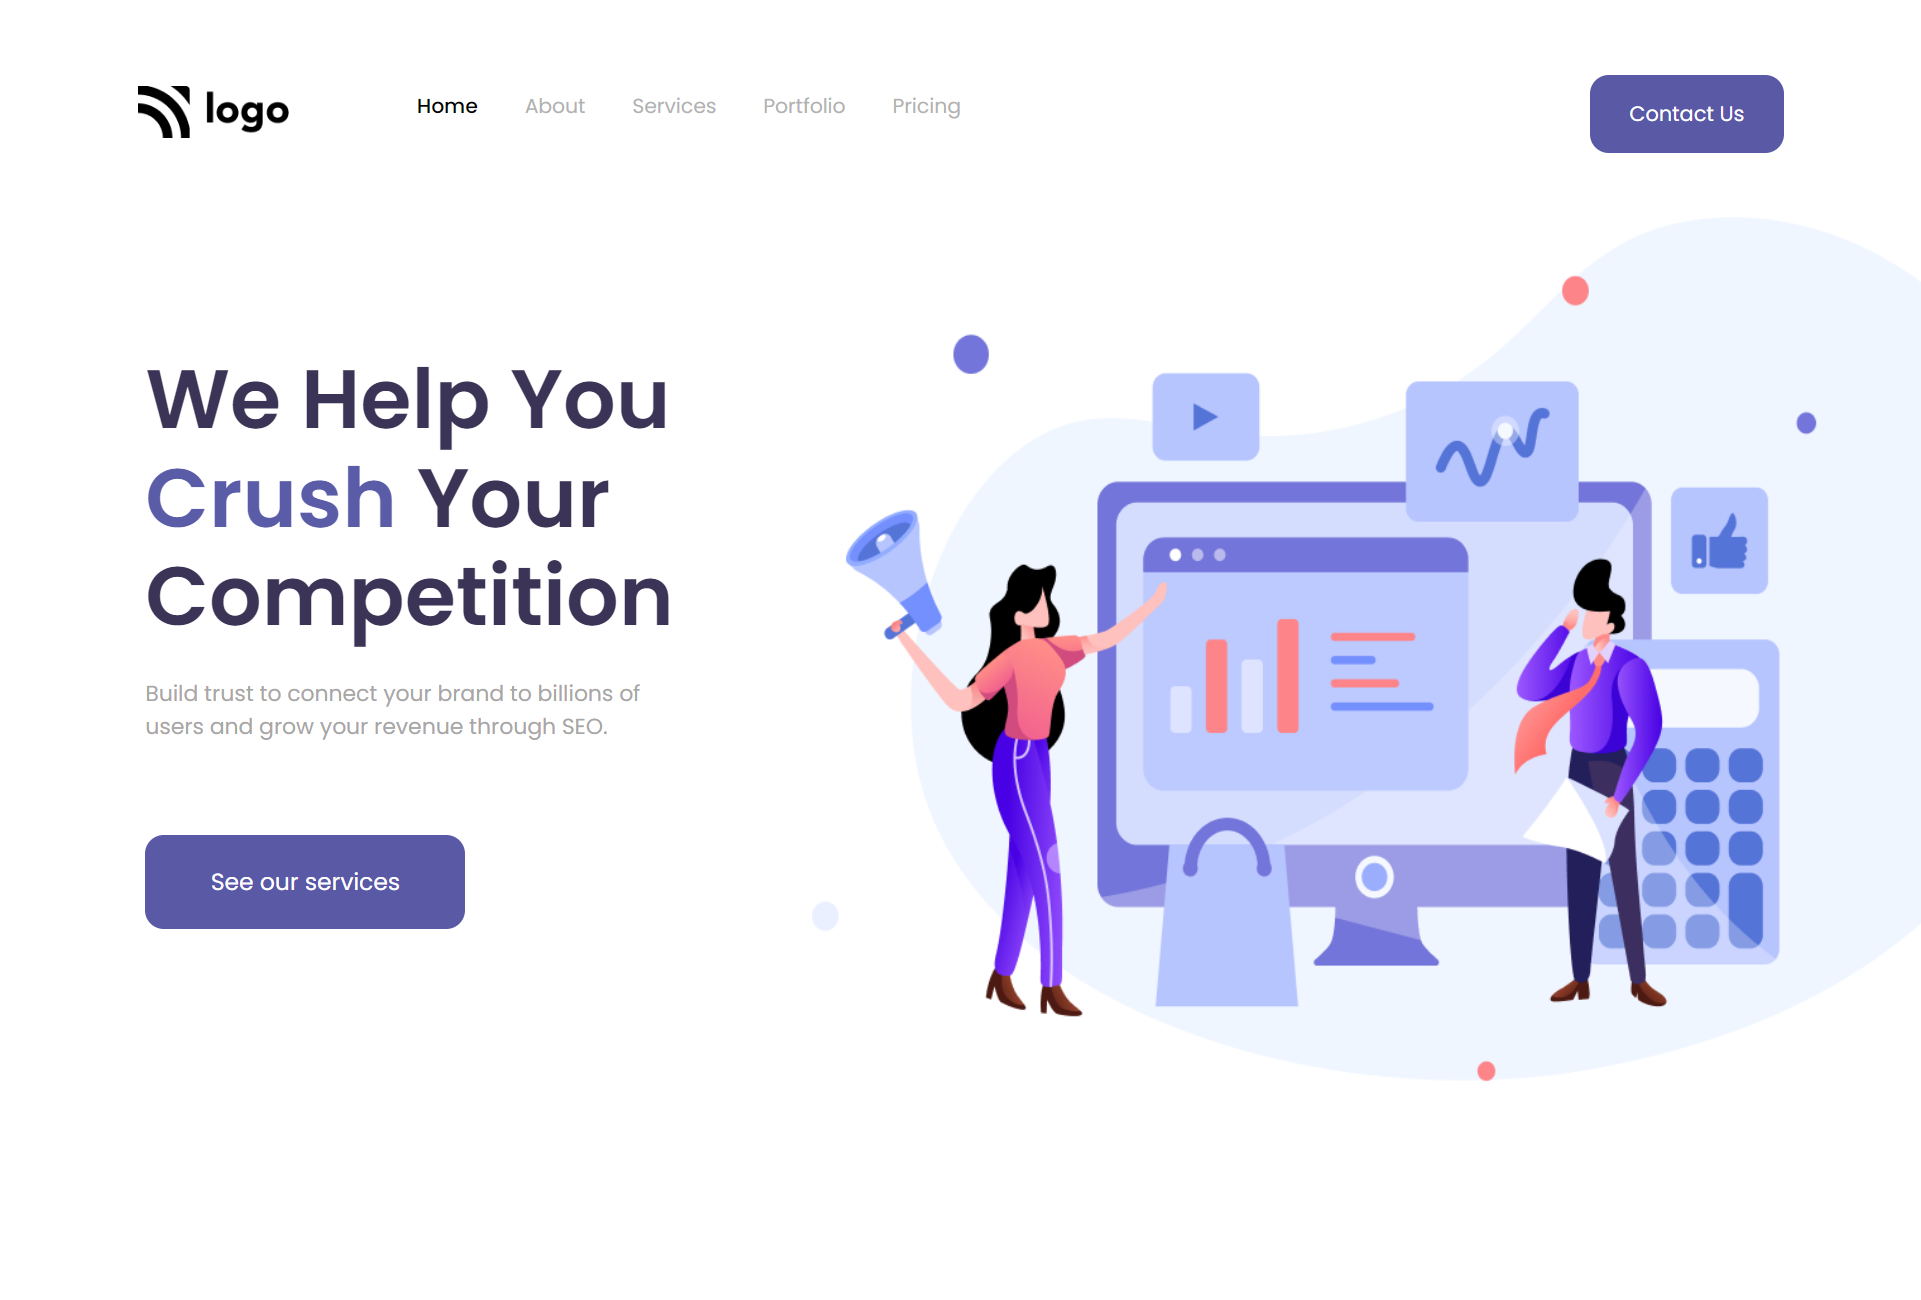 logo
Home About Services Portfolio Pricing
Contact Us
We Help You
Crush Your
Competition
Build trust to connect your brand to billions of
users and grow your revenue through SEO.
See our services